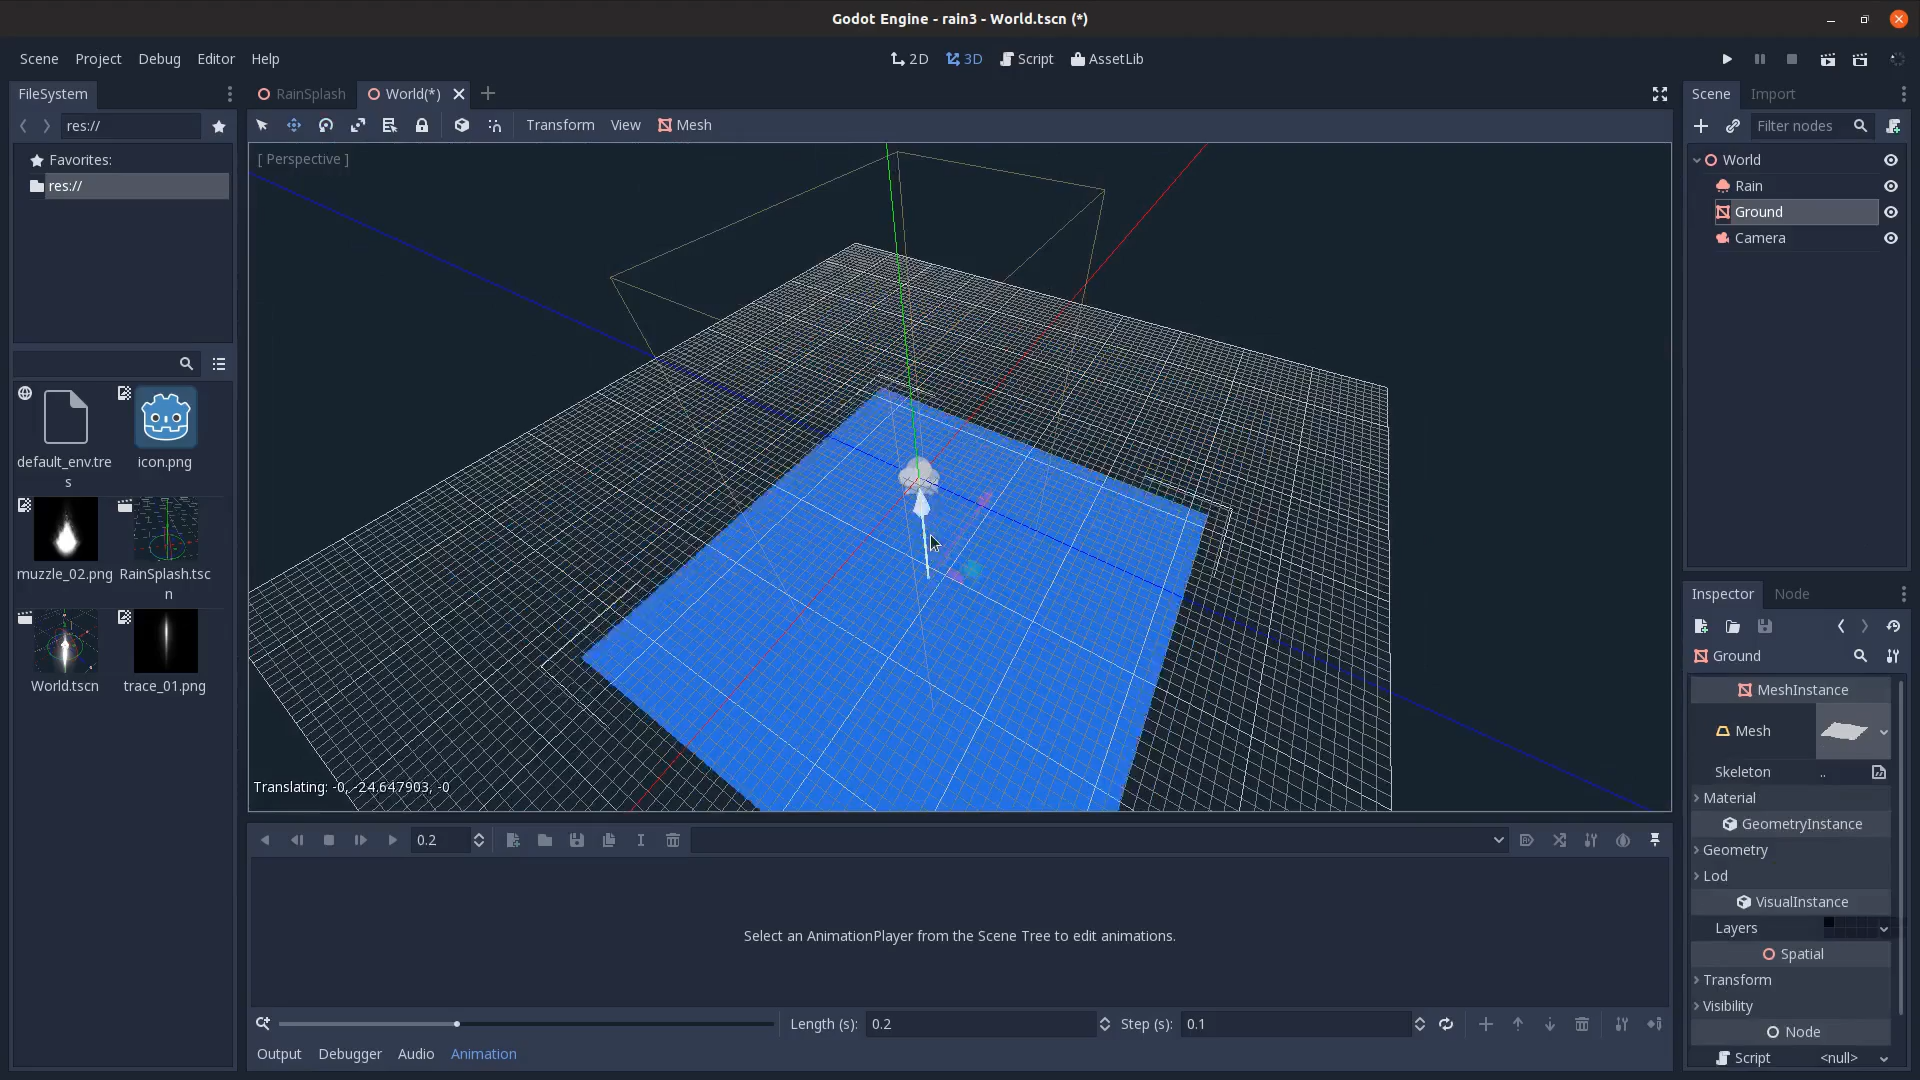 Godot Engine - rain3 - World.tscn (*)
Scene Project Debug Editor Help
2D 3D Script AssetLib
FileSystem
res://
Favorites:
res://
default_env.tre
s
icon.png
muzzle_02.png
RainSplash.tsc
n
World.tscn
trace_01.png
RainSplash World(*)
Transform View Mesh
[ Perspective ]
Translating: -0, -24.647903, -0
0.2
Select an AnimationPlayer from the Scene Tree to edit animations.
Length (s): 0.2 Step (s): 0.1
Output Debugger Audio Animation
Scene Import
Filter nodes
World
Rain
Ground
Camera
Inspector Node
Ground
MeshInstance
Mesh
Skeleton ..
Material
GeometryInstance
Geometry
Lod
VisualInstance
Layers
Spatial
Transform
Visibility
Node
Script <null>